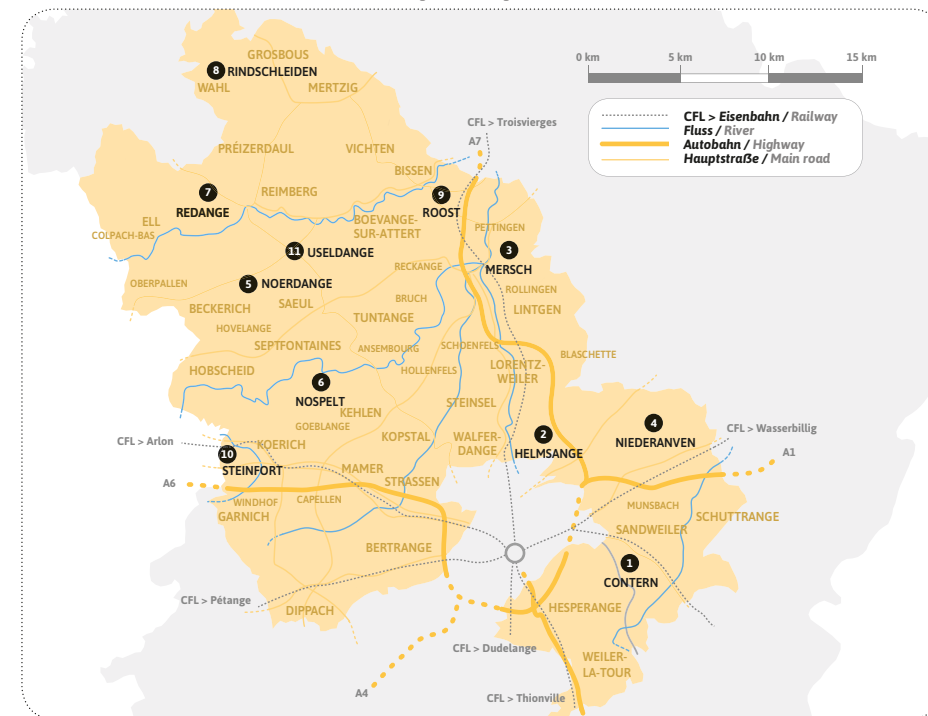 0 km
5 km
10 km
15 km
CFL > Eisenbahn / Railway
Fluss / River
Autobahn / Highway
Hauptstraße / Main road
GROSBOUS
8 RINDSCHLEIDEN
WAHL
MERTZIG
CFL > Troisvierges
A7
PRÉIZERDAUL
VICHTEN
BISSEN
7
REDANGE
REIMBERG
9
ROOST
ELL
COLPACH-BAS
BOEVANGE-
SUR-ATTERT
PETTINGEN
11 USELDANGE
3
MERSCH
RECKANGE
OBERPALLEN
5 NOERDANGE
ROLLINGEN
BECKERICH
SAEUL
BRUCH
LINTGEN
TUNTANGE
HOVELANGE
SEPTFONTAINES
ANSEMBOURG
SCHOENFELS
BLASCHETTE
HOBSCHEID
HOLLENFELS
LORENTZ-
WEILER
6
NOSPELT
STEINSEL
KEHLEN
GOEBLANGE
4
NIEDERANVEN
CFL > Wasserbillig
CFL > Arlon
KOERICH
KOPSTAL
WALFER-
DANGE
2
HELMSANGE
10
STEINFORT
MAMER
STRASSEN
A1
A6
WINDHOF
CAPELLEN
GARNICH
MUNSBACH
SCHUTTRANGE
SANDWEILER
BERTRANGE
1
CONTERN
CFL > Pétange
DIPPACH
HESPERANGE
CFL > Dudelange
WEILER-
LA-TOUR
A4
CFL > Thionville